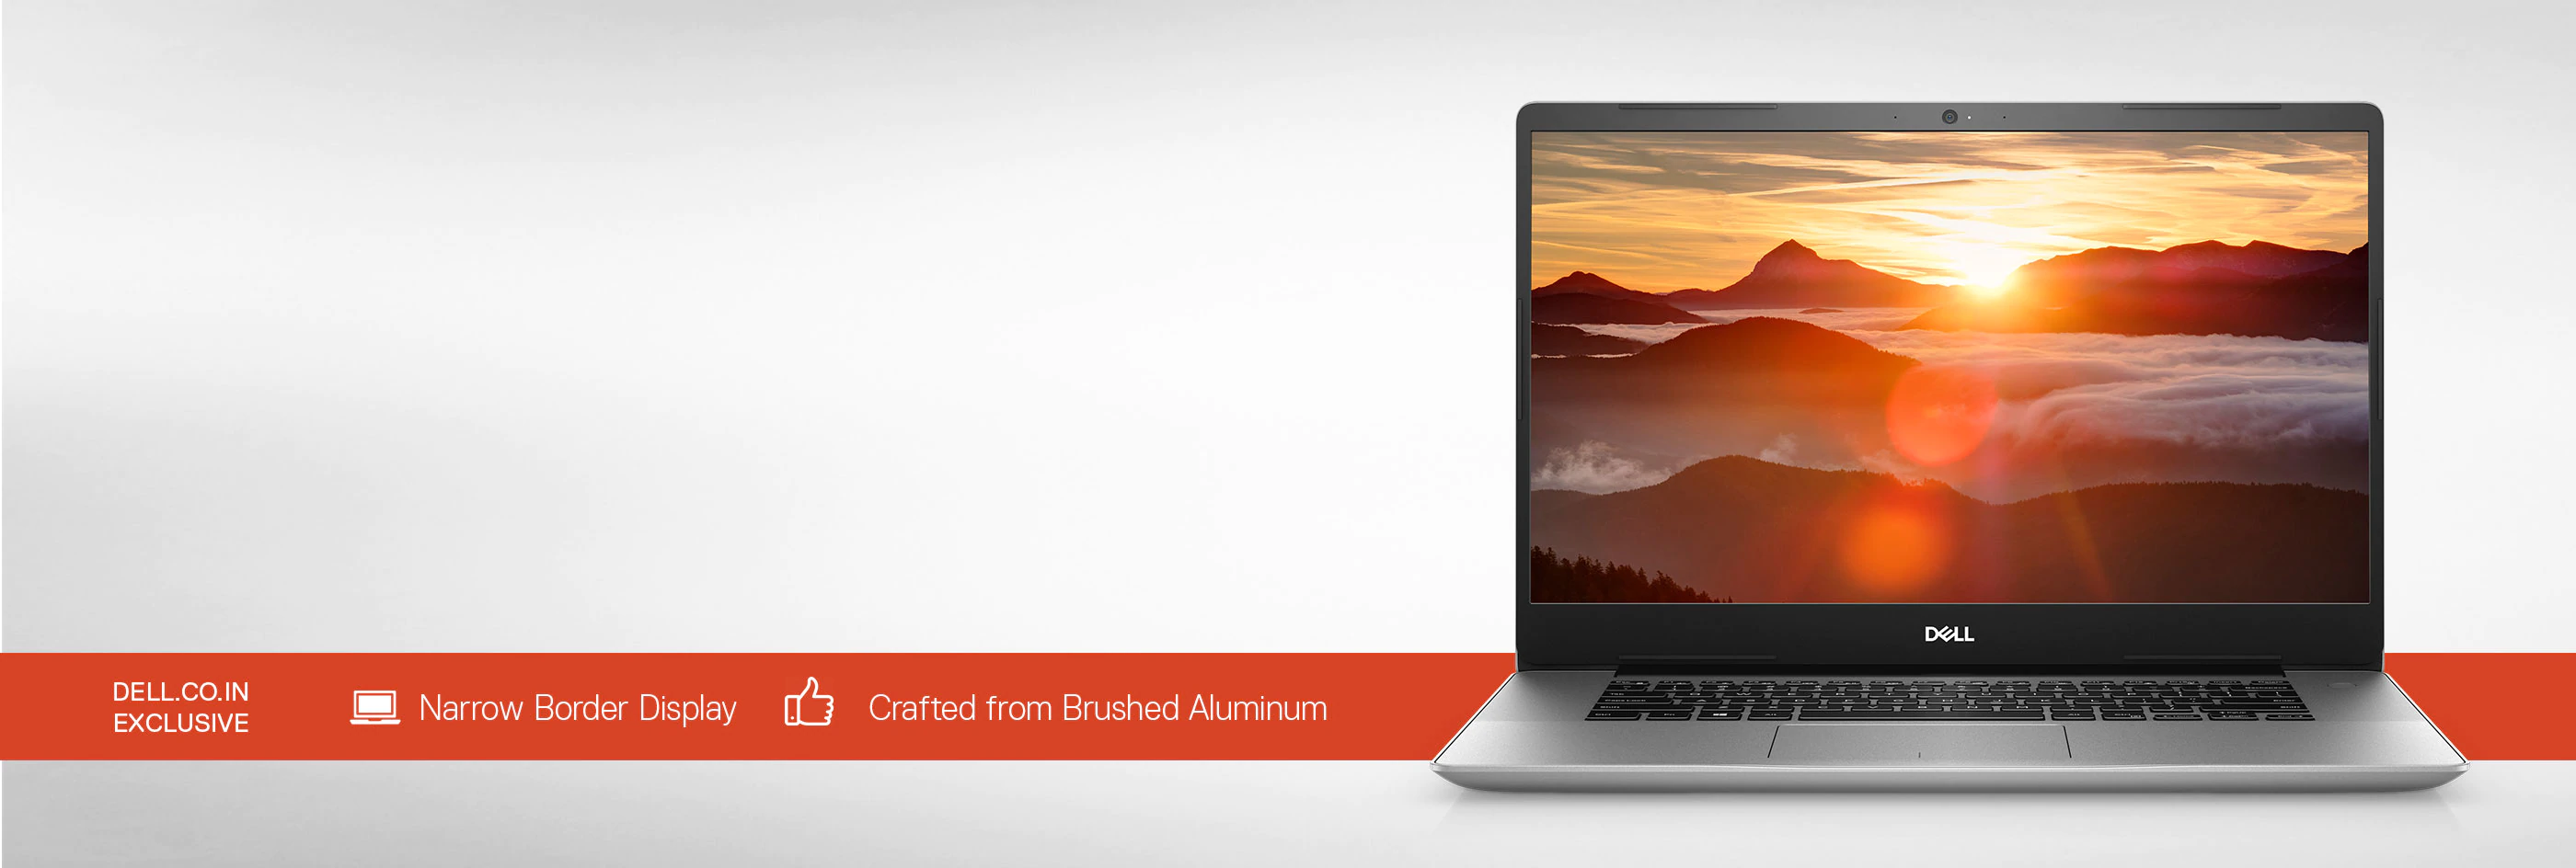 DELL
DELL.CO.IN
EXCLUSIVE
Narrow Border Display
Crafted from Brushed Aluminum